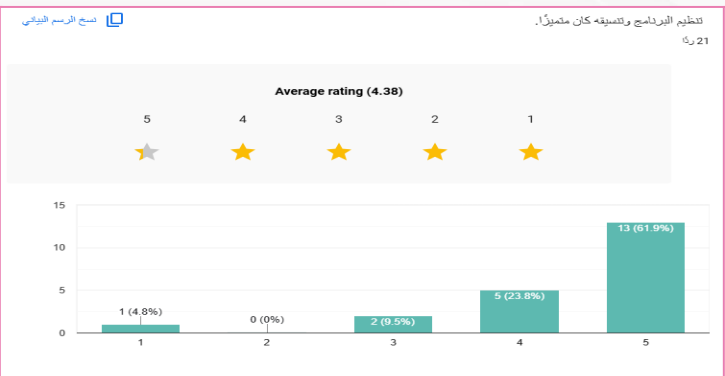 تنظيم البرنامج وتنسيقه كان متميزًا.
نسخ الرسم البياني
21 ردًا
Average rating (4.38)
5 4 3 2 1
15
10
5
0
1 (4.8%)
0 (0%)
2 (9.5%)
5 (23.8%)
13 (61.9%)
1 2 3 4 5